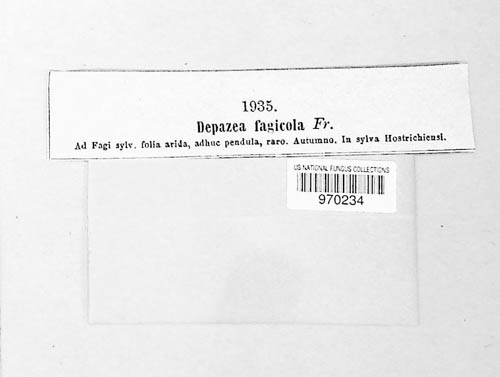 1935.
Depazea fagicola Fr.
Ad Fagi sylv. folia arida, adhuc pendula, raro. Autumno. In sylva Hostrichiensi.
US NATIONAL FUNGUS COLLECTIONS
970234